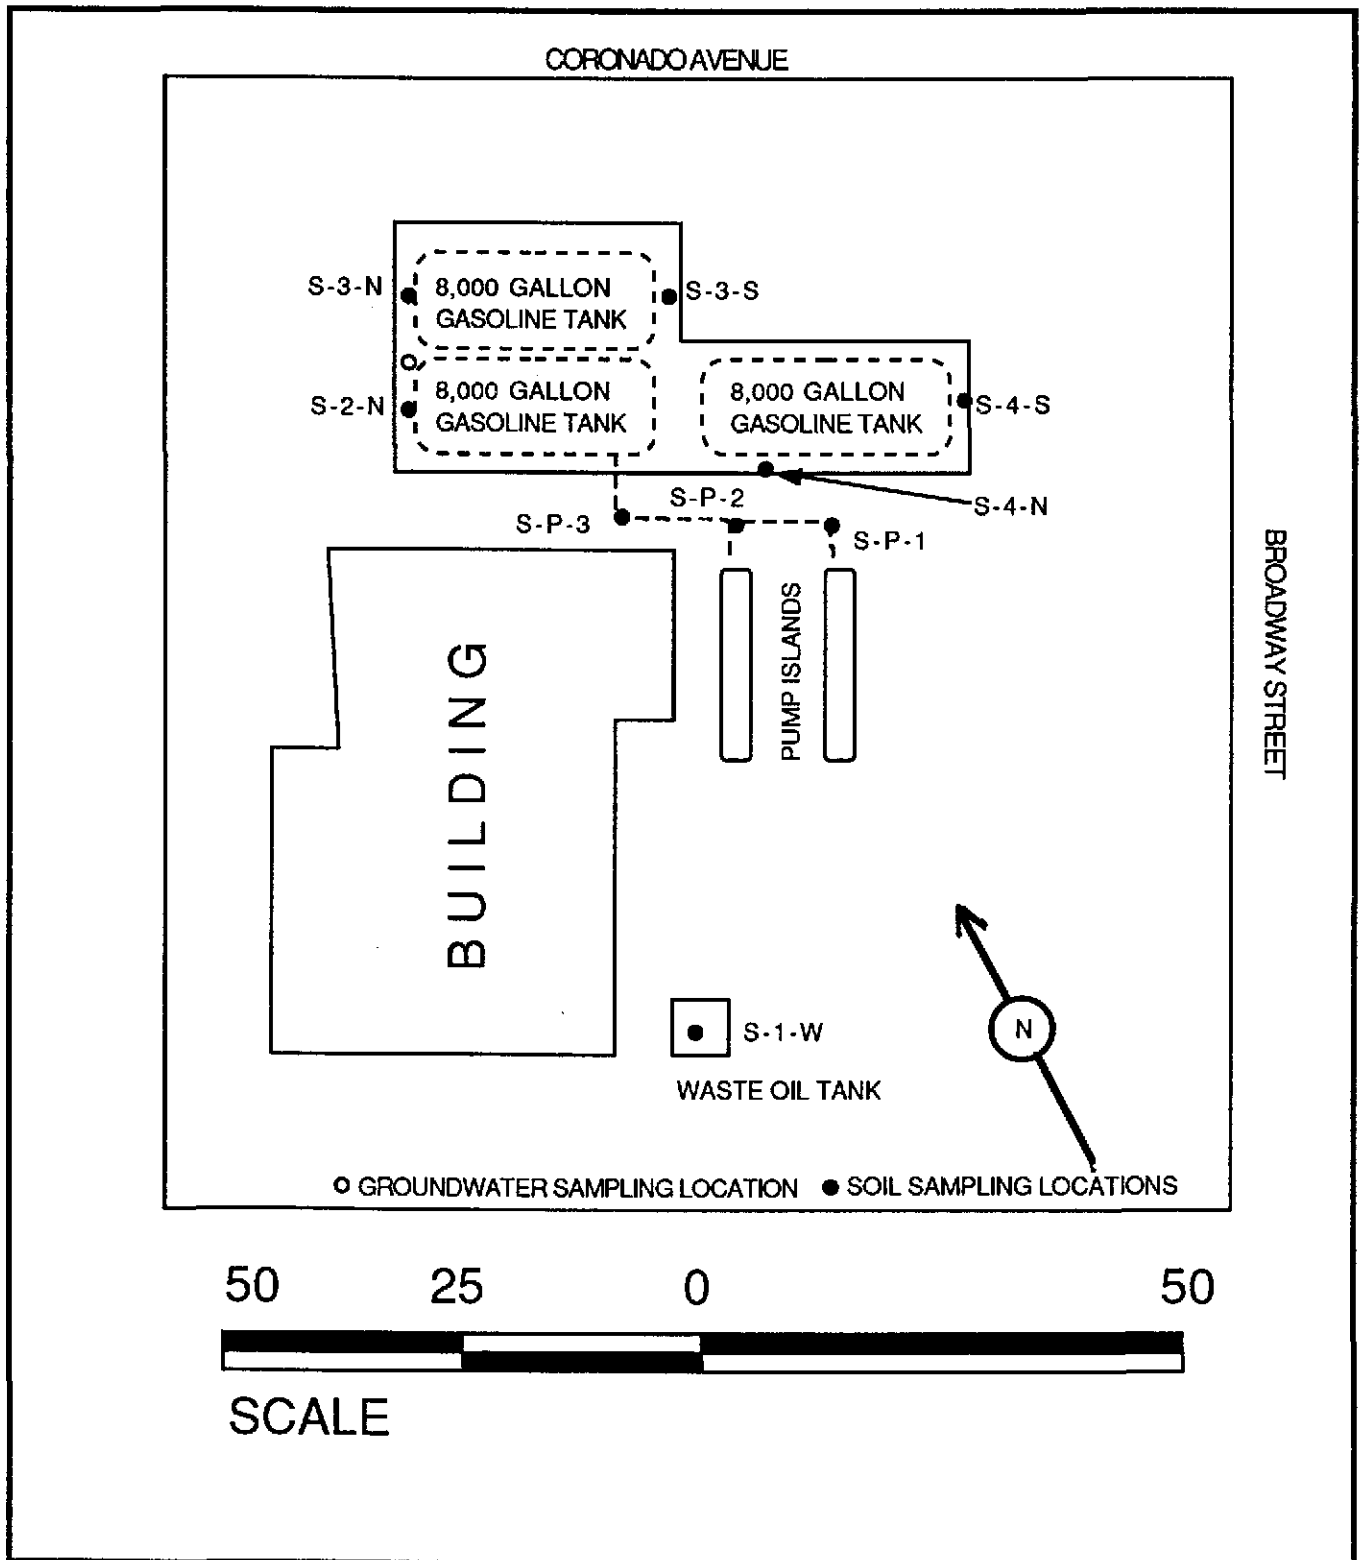 CORONADO AVENUE
S-3-N
8,000 GALLON
GASOLINE TANK
S-3-S
S-2-N
8,000 GALLON
GASOLINE TANK
8,000 GALLON
GASOLINE TANK
S-4-S
S-4-N
S-P-3
S-P-2
S-P-1
BROADWAY STREET
BUILDING
PUMP ISLANDS
S-1-W
WASTE OIL TANK
N
GROUNDWATER SAMPLING LOCATION
SOIL SAMPLING LOCATIONS
50 25 0 50
SCALE